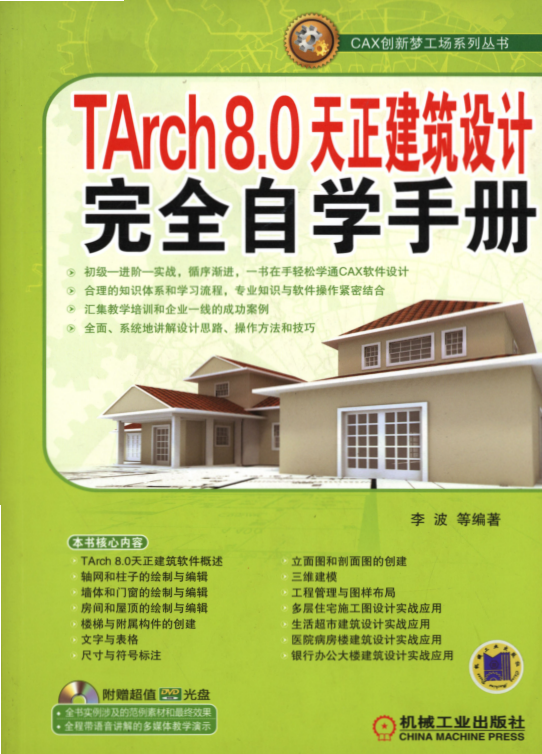 CAX创新梦工场系列丛书
TArch 8.0 天正建筑设计
完全自学手册
初级—进阶—实战，循序渐进，一书在手轻松学通CAX软件设计
合理的知识体系和学习流程，专业知识与软件操作紧密结合
汇集教学培训和企业一线的成功案例
全面、系统地讲解设计思路、操作方法和技巧
李 波 等编著
本书核心内容
TArch 8.0天正建筑软件概述
轴网和柱子的绘制与编辑
墙体和门窗的绘制与编辑
房间和屋顶的绘制与编辑
楼梯与附属构件的创建
文字与表格
尺寸与符号标注
立面图和剖面图的创建
三维建模
工程管理与图样布局
多层住宅施工图设计实战应用
生活超市建筑设计实战应用
医院病房楼建筑设计实战应用
银行办公大楼建筑设计实战应用
附赠超值 DVD 光盘
全书实例涉及的范例素材和最终效果
全程带语音讲解的多媒体教学演示
机械工业出版社
CHINA MACHINE PRESS